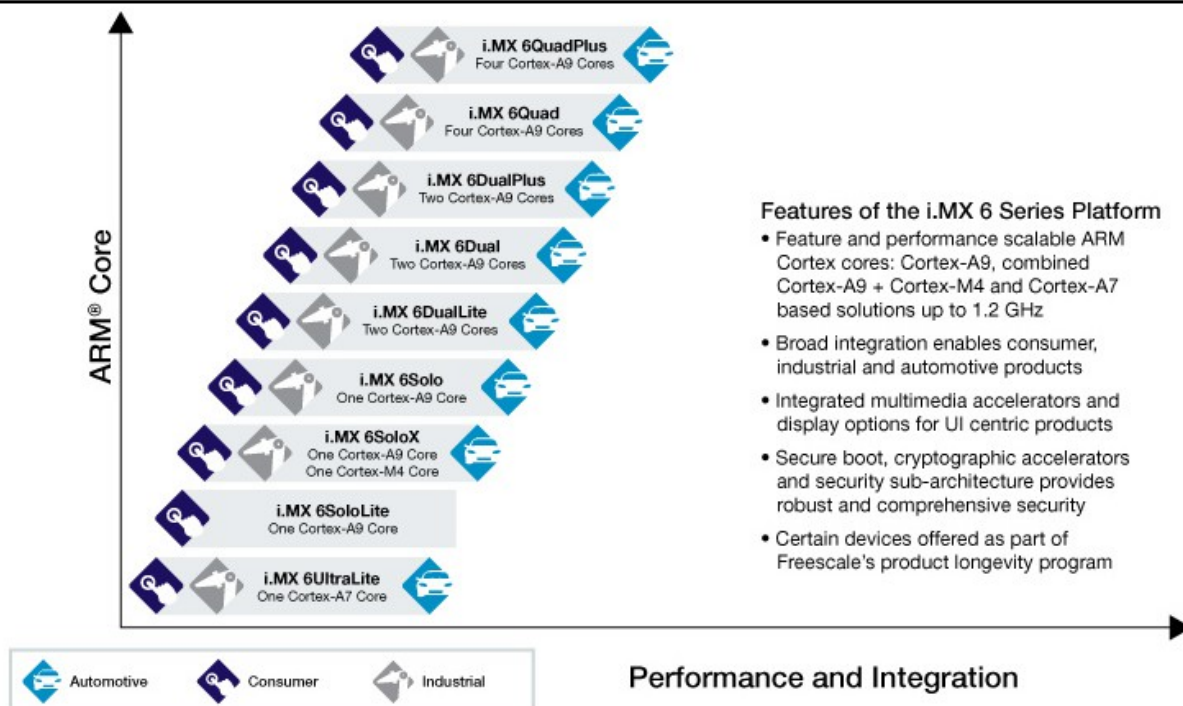 i.MX 6QuadPlus
Four Cortex-A9 Cores
i.MX 6Quad
Four Cortex-A9 Cores
i.MX 6DualPlus
Two Cortex-A9 Cores
i.MX 6Dual
Two Cortex-A9 Cores
i.MX 6DualLite
Two Cortex-A9 Cores
i.MX 6Solo
One Cortex-A9 Core
i.MX 6SoloX
One Cortex-A9 Core
One Cortex-M4 Core
i.MX 6SoloLite
One Cortex-A9 Core
i.MX 6UltraLite
One Cortex-A7 Core
ARM® Core
Features of the i.MX 6 Series Platform
• Feature and performance scalable ARM
Cortex cores: Cortex-A9, combined
Cortex-A9 + Cortex-M4 and Cortex-A7
based solutions up to 1.2 GHz
• Broad integration enables consumer,
industrial and automotive products
• Integrated multimedia accelerators and
display options for UI centric products
• Secure boot, cryptographic accelerators
and security sub-architecture provides
robust and comprehensive security
• Certain devices offered as part of
Freescale's product longevity program
Automotive
Consumer
Industrial
Performance and Integration